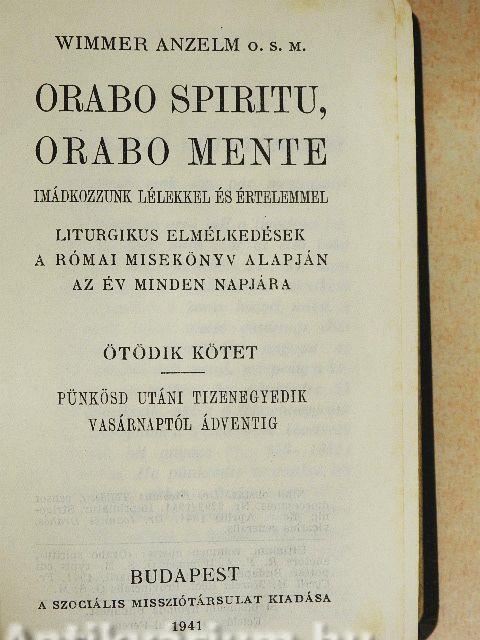 WIMMER ANZELM O. S. M.
ORABO SPIRITU,
ORABO MENTE
IMÁDKOZZUNK LÉLEKKEL ÉS ÉRTELEMMEL
LITURGIKUS ELMÉLKEDÉSEK
A RÓMAI MISEKÖNYV ALAPJÁN
AZ ÉV MINDEN NAPJÁRA
ÖTÖDIK KÖTET
PÜNKÖSD UTÁNI TIZENEGYEDIK
VASÁRNAPTÓL ÁDVENTIG
BUDAPEST
A SZOCIÁLIS MISSZIÓTÁRSULAT KIADÁSA
1941